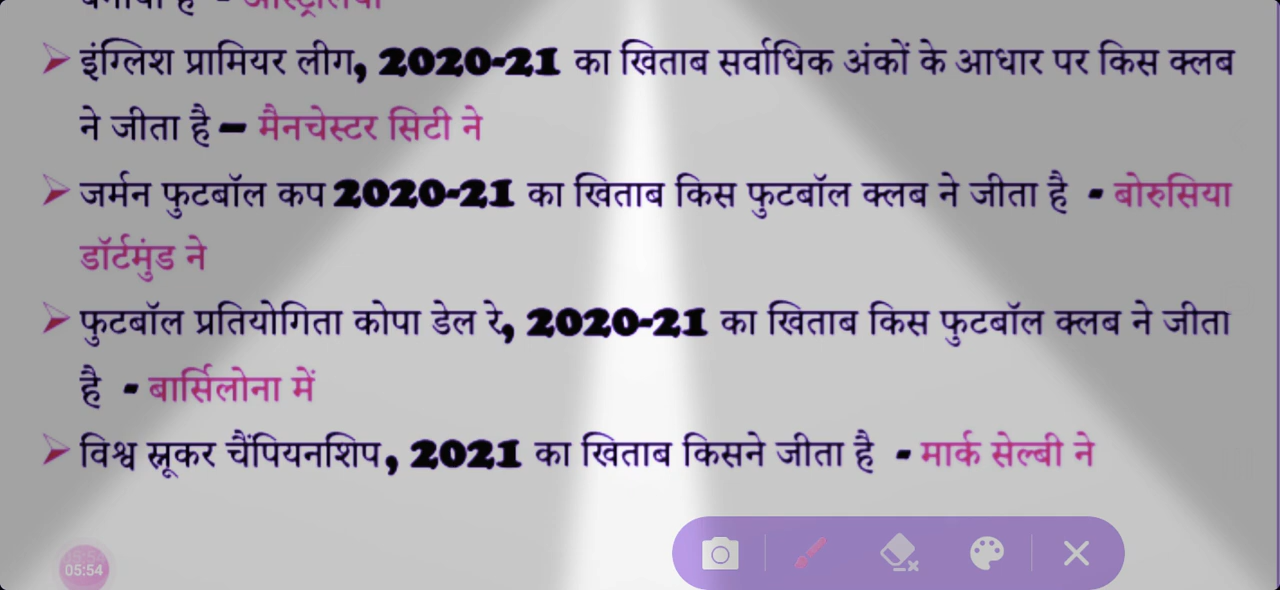 ➢ इंग्लिश प्रामियर लीग, 2020-21 का खिताब सर्वाधिक अंकों के आधार पर किस क्लब
ने जीता है – मैनचेस्टर सिटी ने
➢ जर्मन फुटबॉल कप 2020-21 का खिताब किस फुटबॉल क्लब ने जीता है - बोरुसिया
डॉर्टमुंड ने
➢ फुटबॉल प्रतियोगिता कोपा डेल रे, 2020-21 का खिताब किस फुटबॉल क्लब ने जीता
है - बार्सिलोना में
➢ विश्व स्नूकर चैंपियनशिप, 2021 का खिताब किसने जीता है - मार्क सेल्बी ने
05:54